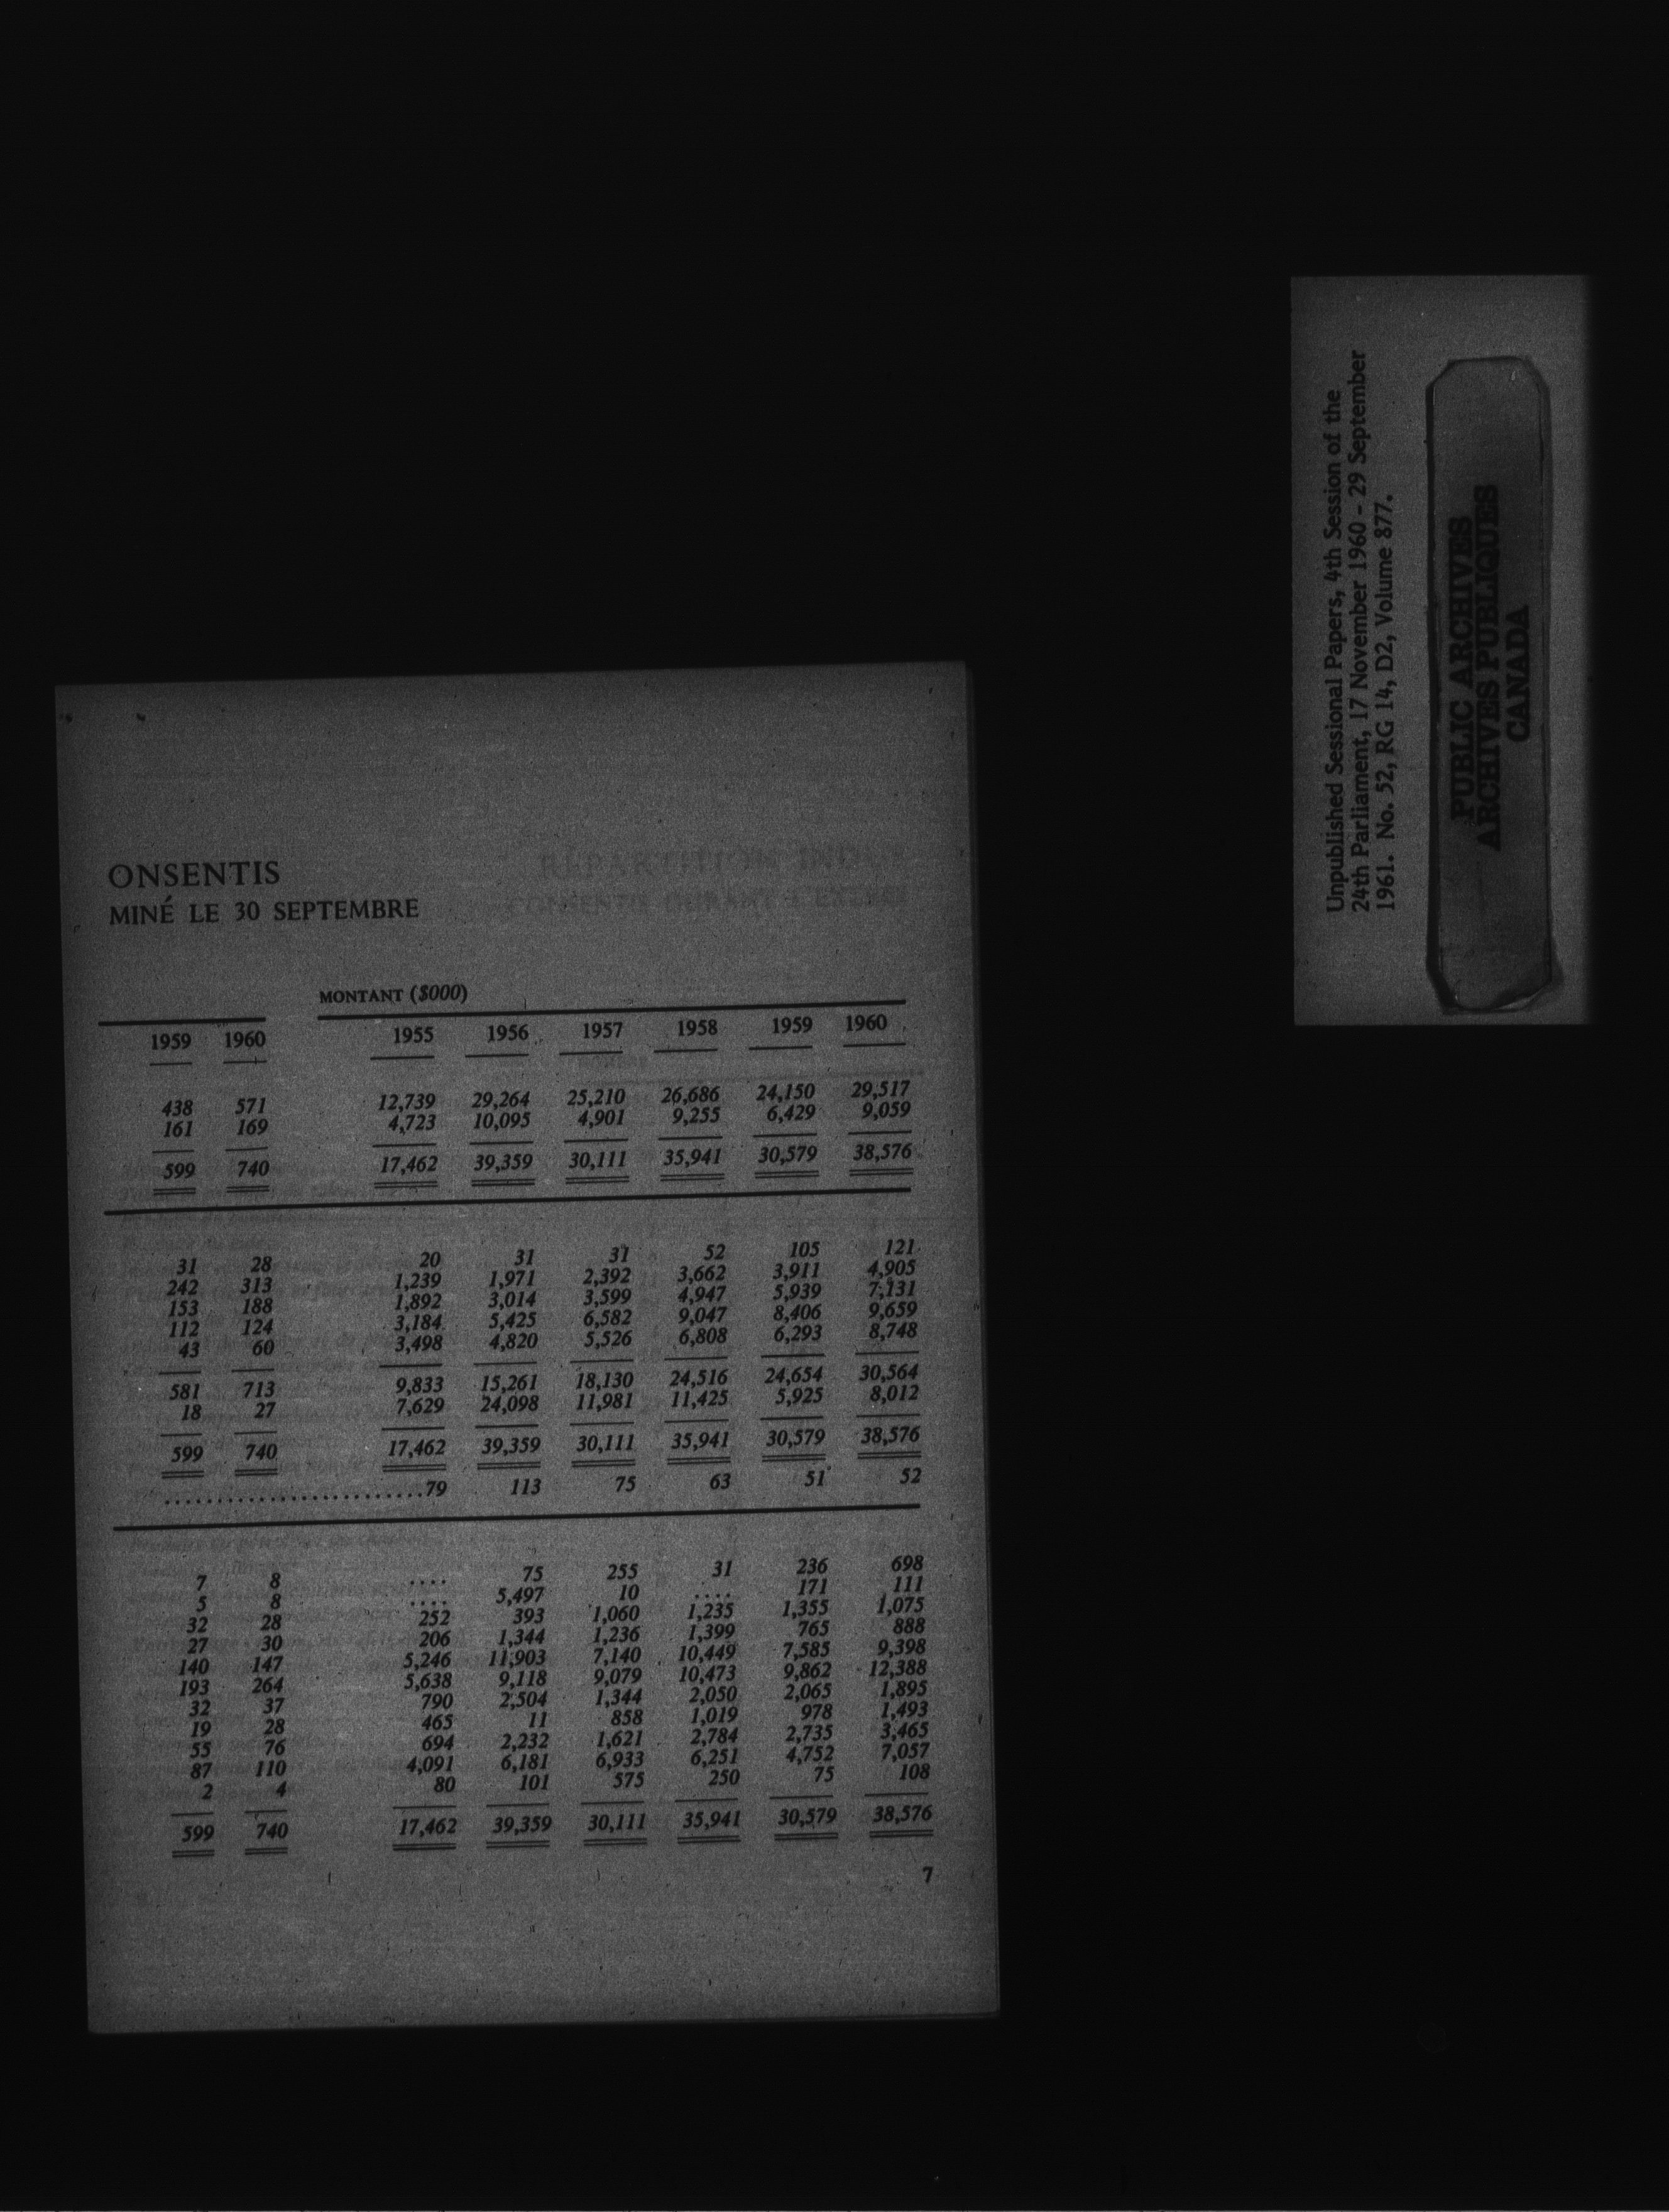 ONSENTIS
MINÉ LE 30 SEPTEMBRE
MONTANT ($000)
1959 1960 1955 1956 1957 1958 1959 1960
438 571 12,739 29,264 25,210 26,686 24,150 29,517
161 169 4,723 10,095 4,901 9,255 6,429 9,059
599 740 17,462 39,359 30,111 35,941 30,579 38,576
31 28 20 31 31 52 105 121
242 313 1,239 1,971 2,392 3,662 3,911 4,905
153 188 1,892 3,014 3,599 4,947 5,939 7,131
112 124 3,184 5,425 6,582 9,047 8,406 9,659
43 60 3,498 4,820 5,526 6,808 6,293 8,748
581 713 9,833 15,261 18,130 24,516 24,654 30,564
18 27 7,629 24,098 11,981 11,425 5,925 8,012
599 740 17,462 39,359 30,111 35,941 30,579 38,576
.........................79 113 75 63 51 52
7 8 .... 75 255 31 236 698
5 8 .... 5,497 10 .... 171 111
32 28 252 393 1,060 1,235 1,355 1,075
27 30 206 1,344 1,236 1,399 765 888
140 147 5,246 11,903 7,140 10,449 7,585 9,398
193 264 5,638 9,118 9,079 10,473 9,862 12,388
32 37 790 2,504 1,344 2,050 2,065 1,895
19 28 465 11 858 1,019 978 1,493
55 76 694 2,232 1,621 2,784 2,735 3,465
87 110 4,091 6,181 6,933 6,251 4,752 7,057
2 4 80 101 575 250 75 108
599 740 17,462 39,359 30,111 35,941 30,579 38,576
7
Unpublished Sessional Papers, 4th Session of the
24th Parliament, 17 November 1960 - 29 September
1961. No. 52, RG 14, D2, Volume 877.
PUBLIC ARCHIVES
ARCHIVES PUBLIQUES
CANADA